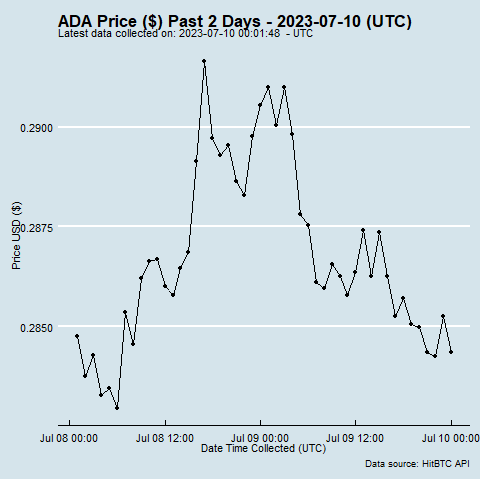 ADA Price ($) Past 2 Days - 2023-07-10 (UTC)
Latest data collected on: 2023-07-10 00:01:48 - UTC
0.2900
0.2875
0.2850
Price USD ($)
Jul 08 00:00 Jul 08 12:00 Jul 09 00:00 Jul 09 12:00 Jul 10 00:00
Date Time Collected (UTC)
Data source: HitBTC API